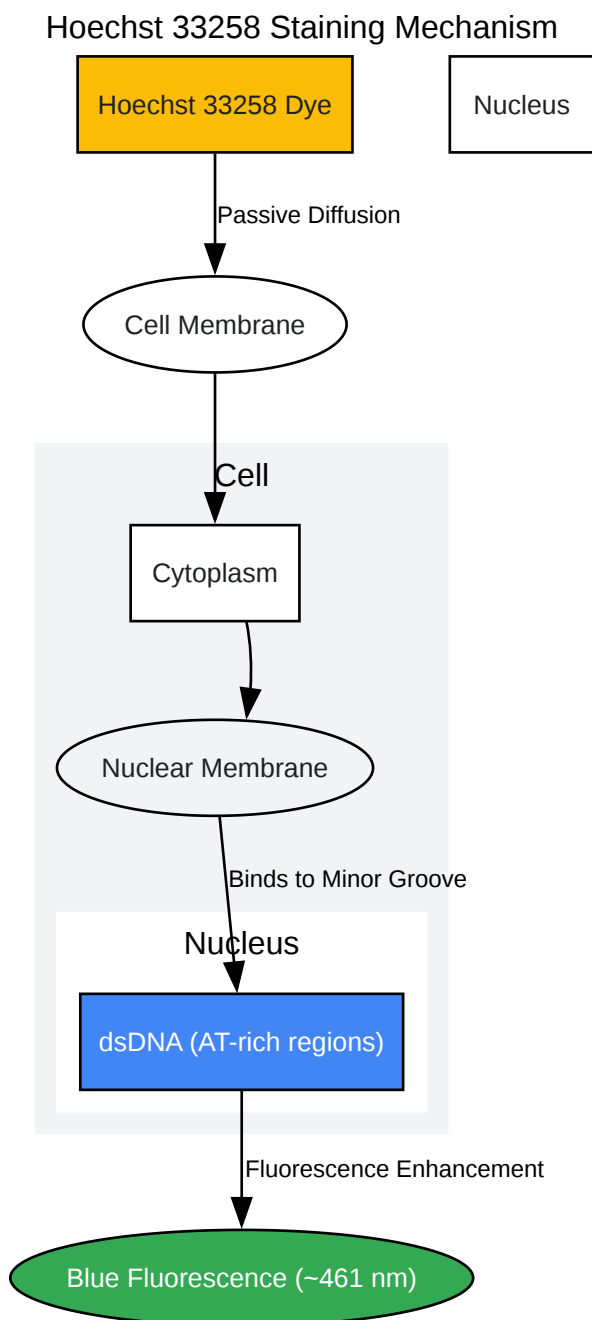 Hoechst 33258 Staining Mechanism
Hoechst 33258 Dye
Nucleus
Passive Diffusion
Cell Membrane
Cell
Cytoplasm
Nuclear Membrane
Binds to Minor Groove
Nucleus
dsDNA (AT-rich regions)
Fluorescence Enhancement
Blue Fluorescence (~461 nm)